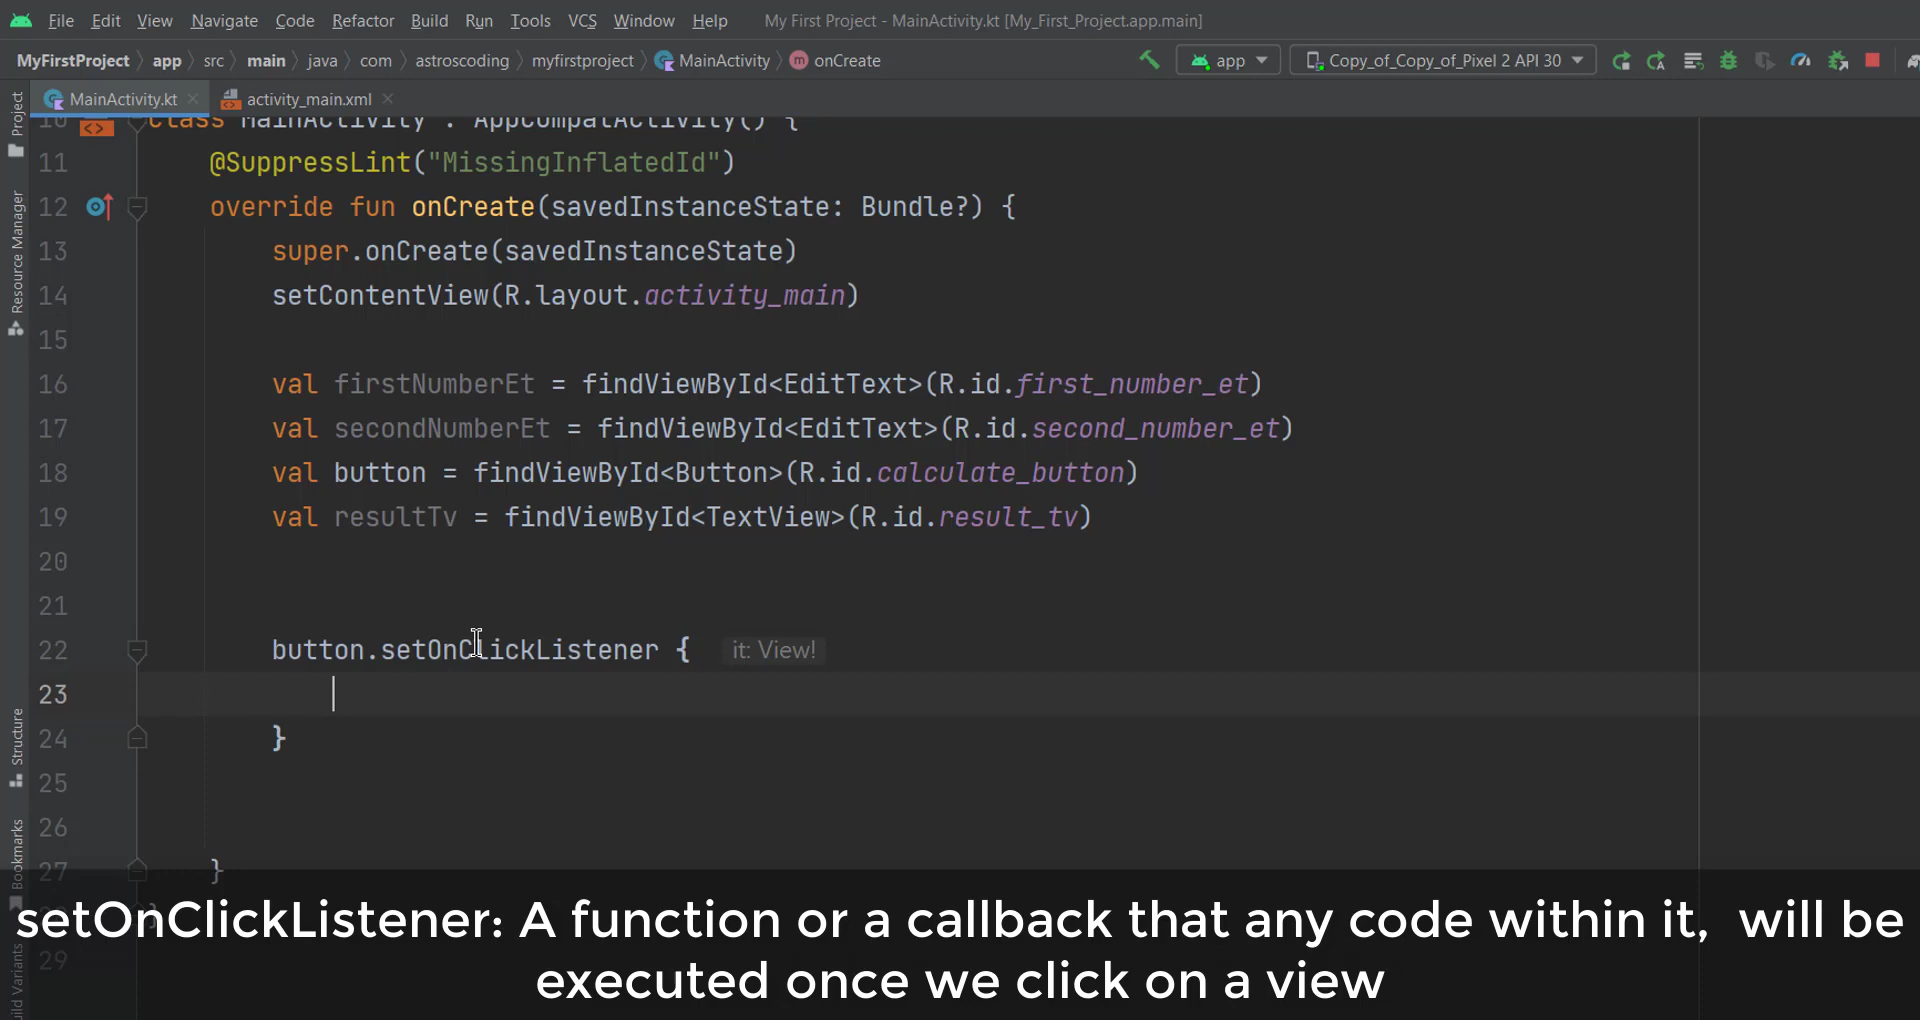 File Edit View Navigate Code Refactor Build Run Tools VCS Window Help My First Project - MainActivity.kt [My_First_Project.app.main]
MyFirstProject app src main java com astroscoding myfirstproject MainActivity m onCreate app Copy_of_Copy_of_Pixel 2 API 30
MainActivity.kt activity_main.xml
Project
Resource Manager
Structure
Bookmarks
10 class MainActivity : AppCompatActivity() {
11 @SuppressLint("MissingInflatedId")
12 override fun onCreate(savedInstanceState: Bundle?) {
13 super.onCreate(savedInstanceState)
14 setContentView(R.layout.activity_main)
15
16 val firstNumberEt = findViewById<EditText>(R.id.first_number_et)
17 val secondNumberEt = findViewById<EditText>(R.id.second_number_et)
18 val button = findViewById<Button>(R.id.calculate_button)
19 val resultTv = findViewById<TextView>(R.id.result_tv)
20
21
22 button.setOnClickListener { it: View!
23
24 }
25
26
27 }
}
29
setOnClickListener: A function or a callback that any code within it, will be
executed once we click on a view